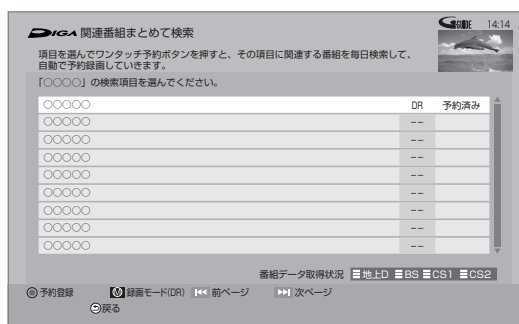 DIGA 関連番組まとめて検索
GGUIDE 14:14
項目を選んでワンタッチ予約ボタンを押すと、その項目に関連する番組を毎日検索して、
自動で予約録画していきます。
「○○○○」の検索項目を選んでください。
○○○○○ DR 予約済み
○○○○○ --
○○○○○ --
○○○○○ --
○○○○○ --
○○○○○ --
○○○○○ --
○○○○○ --
○○○○○ --
番組データ取得状況 地上D BS CS1 CS2
予約登録 録画モード(DR) 前ページ 次ページ
戻る